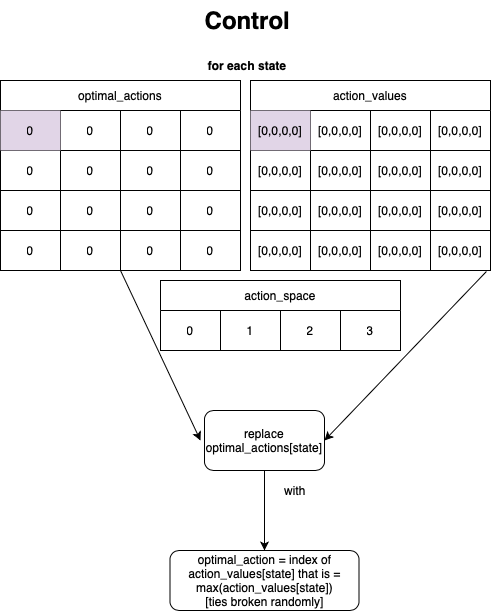 Control
for each state
optimal_actions
0 0 0 0
0 0 0 0
0 0 0 0
0 0 0 0
action_values
[0,0,0,0] [0,0,0,0] [0,0,0,0] [0,0,0,0]
[0,0,0,0] [0,0,0,0] [0,0,0,0] [0,0,0,0]
[0,0,0,0] [0,0,0,0] [0,0,0,0] [0,0,0,0]
[0,0,0,0] [0,0,0,0] [0,0,0,0] [0,0,0,0]
action_space
0 1 2 3
replace
optimal_actions[state]
with
optimal_action = index of
action_values[state] that is =
max(action_values[state])
[ties broken randomly]